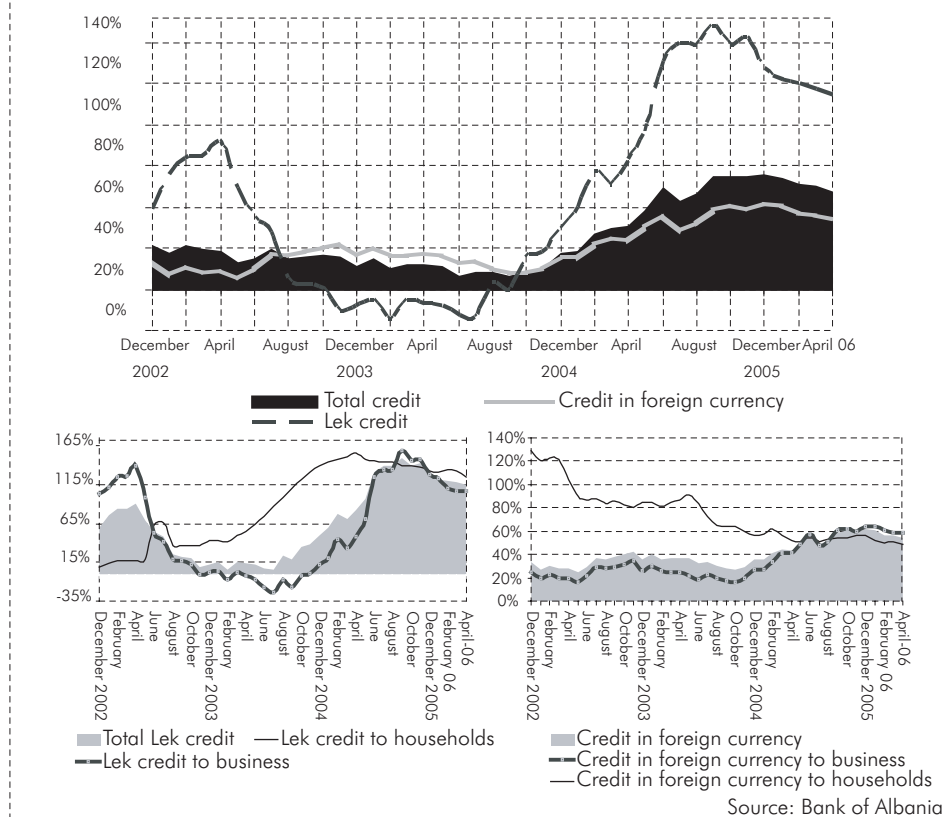 140%
120%
100%
80%
60%
40%
20%
0%
December April August December April August December April August December April 06
2002 2003 2004 2005
Total credit Credit in foreign currency
Lek credit
165%
115%
65%
15%
-35%
December 2002
February
April
June
August
October
December 2003
February
April
June
August
October
December 2004
February
April
June
August
October
December 2005
February 06
April-06
Total Lek credit Lek credit to households
Lek credit to business
140%
120%
100%
80%
60%
40%
20%
0%
December 2002
February
April
June
August
October
December 2003
February
April
June
August
October
December 2004
February
April
June
August
October
December 2005
February 06
April-06
Credit in foreign currency
Credit in foreign currency to business
Credit in foreign currency to households
Source: Bank of Albania